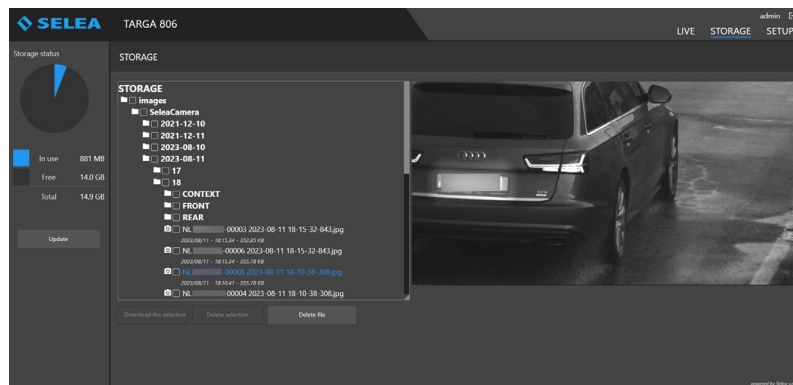 SELEA
TARGA 806
admin
LIVE STORAGE SETUP
Storage status
In use 881 MB
Free 14.0 GB
Total 14.9 GB
Update
STORAGE
STORAGE
images
SeleaCamera
2021-12-10
2021-12-11
2023-08-10
2023-08-11
17
18
CONTEXT
FRONT
REAR
NL -00003 2023-08-11 18-15-32-843.jpg
2023/08/11 - 18:15.34 - 352.85 KB
NL -00006 2023-08-11 18-15-32-843.jpg
2023/08/11 - 18:15.34 - 355.78 KB
NL -00008 2023-08-11 18-10-38-308.jpg
2023/08/11 - 18:10.41 - 355.78 KB
NL 00004 2023-08-11 18-10-38-308.jpg
Download the selection Delete selection Delete file
powered by Selea